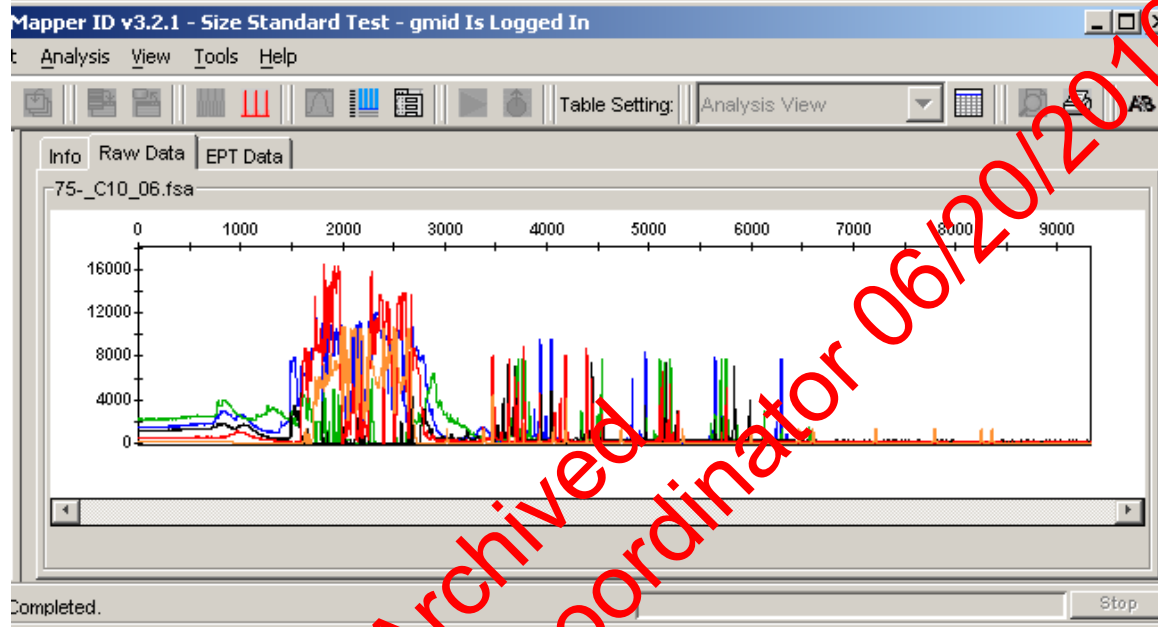 Mapper ID v3.2.1 - Size Standard Test - gmid Is Logged In
t Analysis View Tools Help
Table Setting: Analysis View
Info Raw Data EPT Data
75-_C10_06.fsa
0 1000 2000 3000 4000 5000 6000 7000 8000 9000
16000
12000
8000
4000
0
Completed. Stop
Archived
oordinator 06/20/201